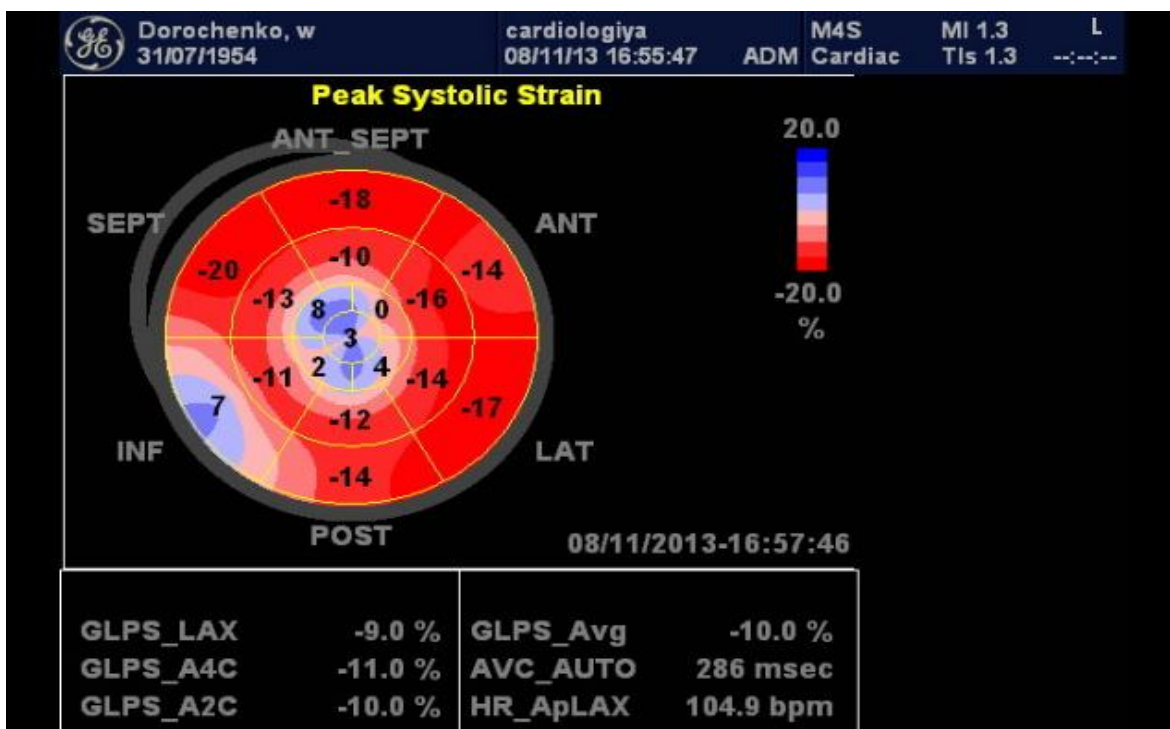 Dorochenko, w cardiologiya M4S MI 1.3 L
31/07/1954 08/11/13 16:55:47 ADM Cardiac TIs 1.3 --:--:--
Peak Systolic Strain
ANT_SEPT
20.0
-18
SEPT ANT
-10
-20 -14
-13 8 0 -16
-20.0
3
%
-11 2 4 -14
7 -12 -17
INF LAT
-14
POST
08/11/2013-16:57:46
GLPS_LAX -9.0 % GLPS_Avg -10.0 %
GLPS_A4C -11.0 % AVC_AUTO 286 msec
GLPS_A2C -10.0 % HR_ApLAX 104.9 bpm